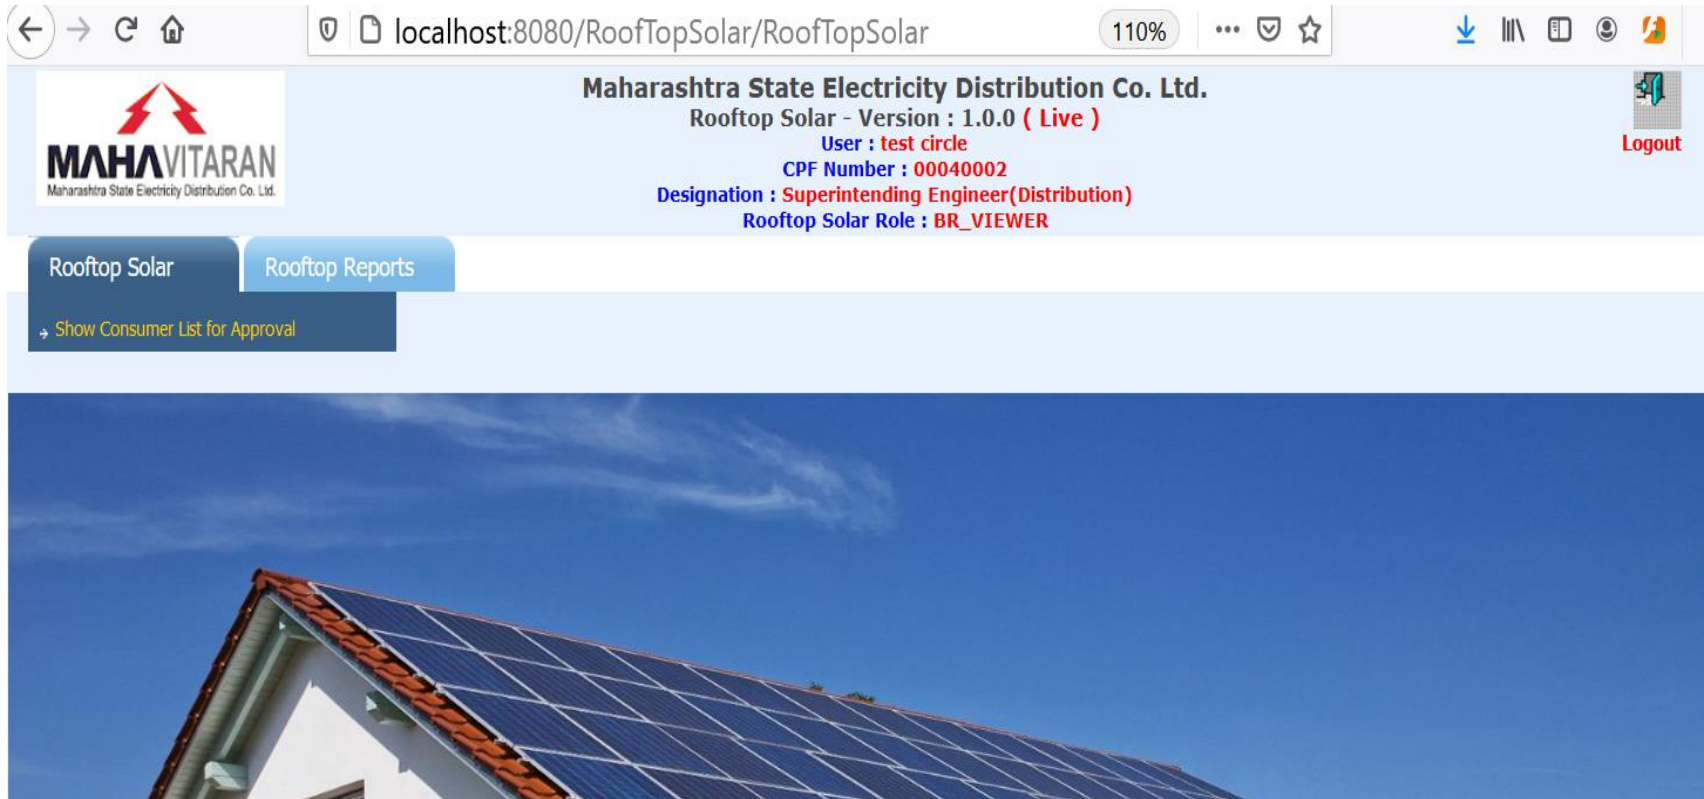 localhost:8080/RoofTopSolar/RoofTopSolar
110%
MAHAVITARAN
Maharashtra State Electricity Distribution Co. Ltd.
Maharashtra State Electricity Distribution Co. Ltd.
Rooftop Solar - Version : 1.0.0 ( Live )
User : test circle
CPF Number : 00040002
Designation : Superintending Engineer(Distribution)
Rooftop Solar Role : BR_VIEWER
Logout
Rooftop Solar
Rooftop Reports
Show Consumer List for Approval